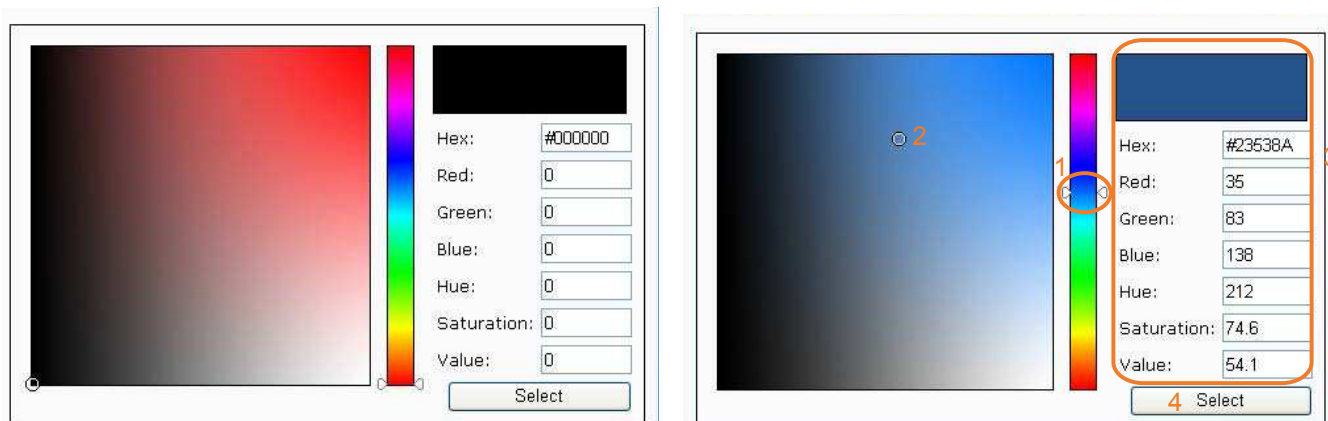 Hex: #000000
Red: 0
Green: 0
Blue: 0
Hue: 0
Saturation: 0
Value: 0
Select
2
1
Hex: #23538A
Red: 35
Green: 83
Blue: 138
Hue: 212
Saturation: 74.6
Value: 54.1
4 Select